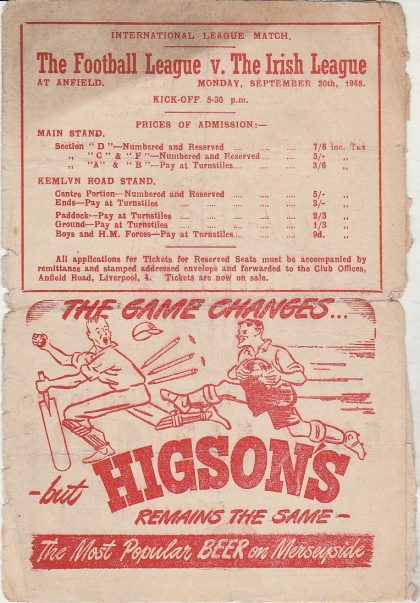 INTERNATIONAL LEAGUE MATCH.
The Football League v. The Irish League
AT ANFIELD. MONDAY, SEPTEMBER 20th, 1948.
KICK-OFF 5-30 p.m.
PRICES OF ADMISSION:—
MAIN STAND.
Section "D"—Numbered and Reserved .... .... .... 7/6 inc. Tax
„ "C" & "F"—Numbered and Reserved.... .... 5/- „
„ "A" & "B"—Pay at Turnstiles .... .... 3/6 „
KEMLYN ROAD STAND.
Centre Portion—Numbered and Reserved .... .... 5/- „
Ends—Pay at Turnstiles .... .... .... .... 3/- „
Paddock—Pay at Turnstiles .... .... .... .... 2/3 „
Ground—Pay at Turnstiles .... .... .... .... 1/3 „
Boys and H.M. Forces—Pay at Turnstiles.... .... .... 9d. „
All applications for Tickets for Reserved Seats must be accompanied by
remittance and stamped addressed envelope and forwarded to the Club Offices,
Anfield Road, Liverpool, 4. Tickets are now on sale.
THE GAME CHANGES...
-but HIGSON'S
REMAINS THE SAME -
The Most Popular BEER on Merseyside